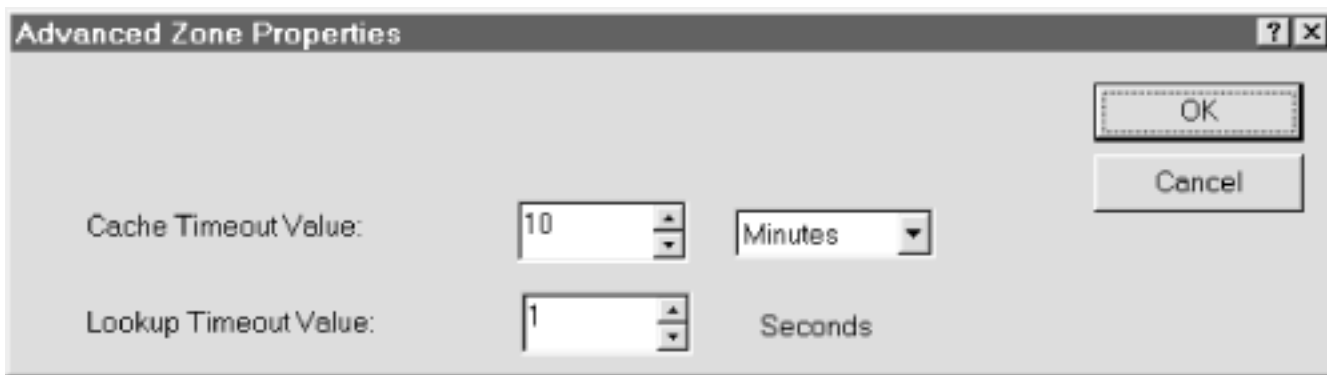 Advanced Zone Properties
OK
Cancel
Cache Timeout Value: 10 Minutes
Lookup Timeout Value: 1 Seconds